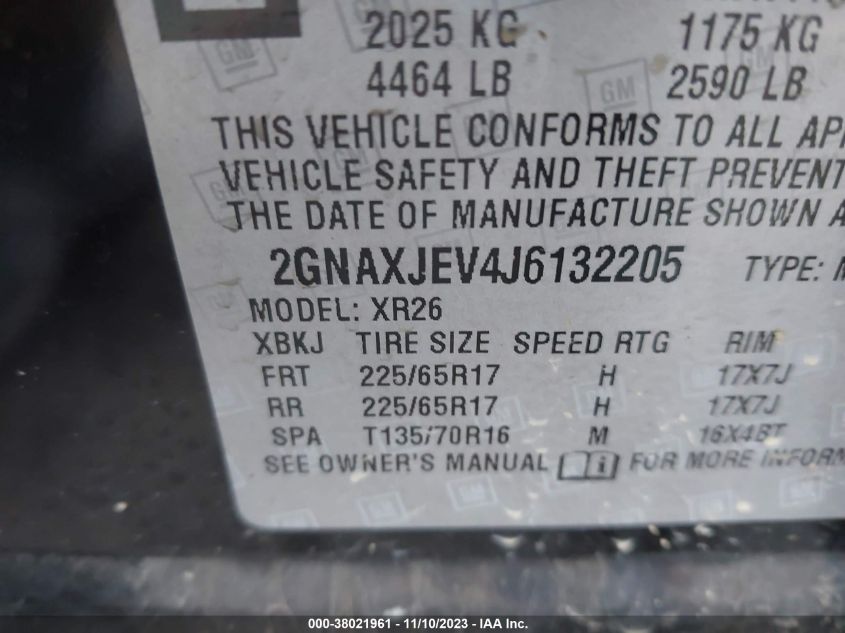 2025 KG 1175 KG
4464 LB 2590 LB
THIS VEHICLE CONFORMS TO ALL
VEHICLE SAFETY AND THEFT PREVENT
THE DATE OF MANUFACTURE SHOWN
2GNAXJEV4J6132205 TYPE:
MODEL: XR26
XBKJ TIRE SIZE SPEED RTG RIM
FRT 225/65R17 H 17X7J
RR 225/65R17 H 17X7J
SPA T135/70R16 M 16X4BT
SEE OWNER'S MANUAL FOR MORE INFORM
000-38021961 - 11/10/2023 - IAA Inc.